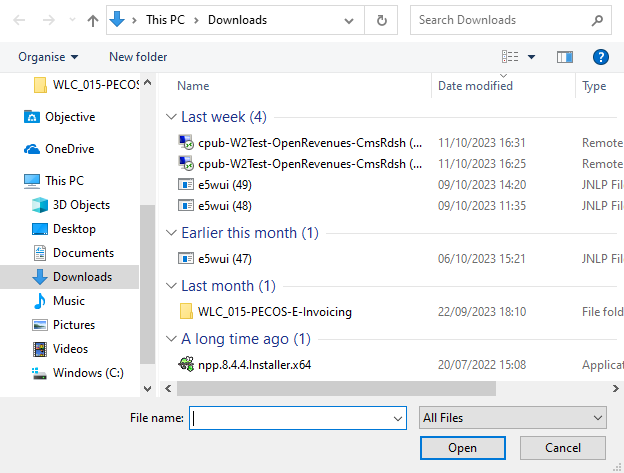 This PC > Downloads
Search Downloads
Organise
New folder
Name
Date modified
Type
WLC_015-PECOS
Objective
OneDrive
This PC
3D Objects
Desktop
Documents
Downloads
Music
Pictures
Videos
Windows (C:)
Last week (4)
cpub-W2Test-OpenRevenues-CmsRdsh (... 11/10/2023 16:31 Remote
cpub-W2Test-OpenRevenues-CmsRdsh (... 11/10/2023 16:25 Remote
e5wui (49) 09/10/2023 14:20 JNLP Fil
e5wui (48) 09/10/2023 11:35 JNLP Fil
Earlier this month (1)
e5wui (47) 06/10/2023 15:21 JNLP Fil
Last month (1)
WLC_015-PECOS-E-Invoicing 22/09/2023 18:10 File fold
A long time ago (1)
npp.8.4.4.Installer.x64 20/07/2022 15:08 Applicat
File name:
All Files
Open
Cancel